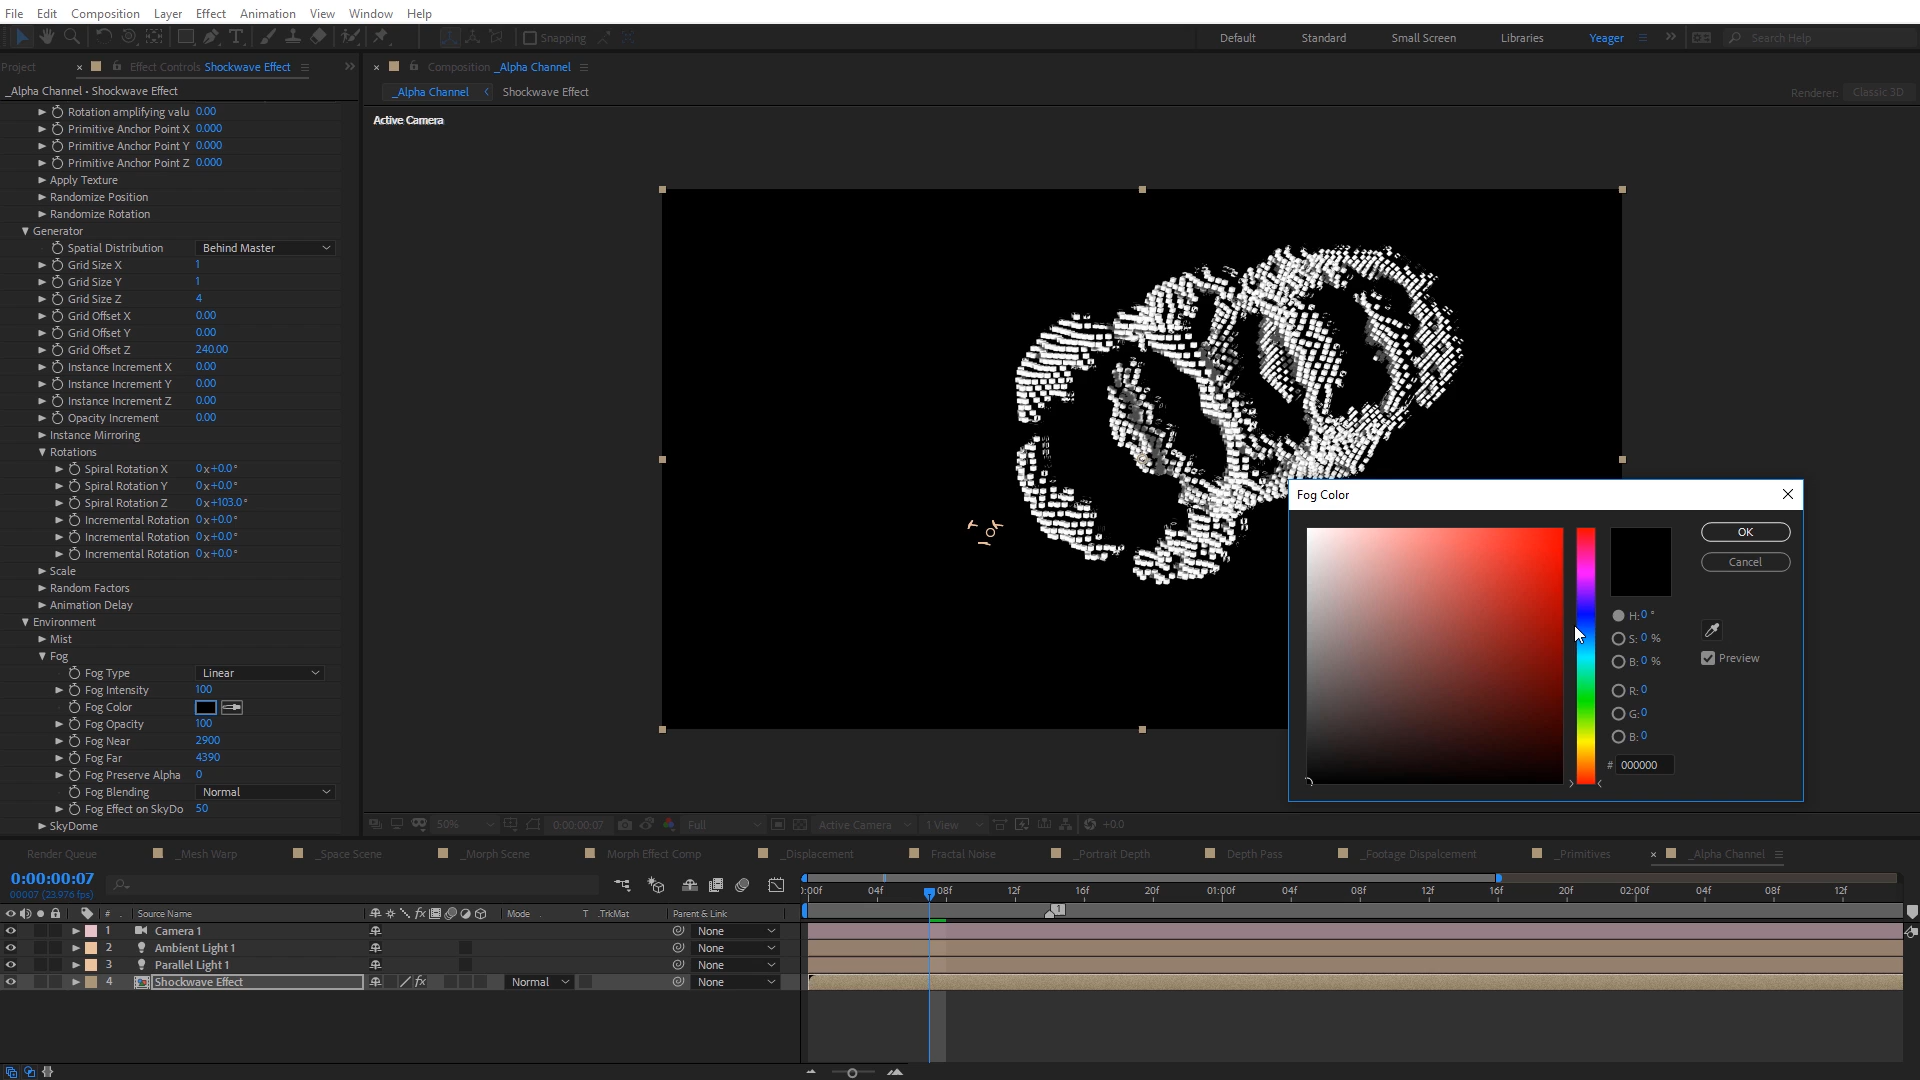 File Edit Composition Layer Effect Animation View Window Help
Snapping
Default Standard Small Screen Libraries Yeager Search Help
Project Effect Controls Shockwave Effect
Composition _Alpha Channel
_Alpha Channel • Shockwave Effect
_Alpha Channel Shockwave Effect
Renderer: Classic 3D
Active Camera
Rotation amplifying valu 0.00
Primitive Anchor Point X 0.000
Primitive Anchor Point Y 0.000
Primitive Anchor Point Z 0.000
Apply Texture
Randomize Position
Randomize Rotation
Generator
Spatial Distribution Behind Master
Grid Size X 1
Grid Size Y 1
Grid Size Z 4
Grid Offset X 0.00
Grid Offset Y 0.00
Grid Offset Z 240.00
Instance Increment X 0.00
Instance Increment Y 0.00
Instance Increment Z 0.00
Opacity Increment 0.00
Instance Mirroring
Rotations
Spiral Rotation X 0x+0.0°
Spiral Rotation Y 0x+0.0°
Spiral Rotation Z 0x+103.0°
Incremental Rotation 0x+0.0°
Incremental Rotation 0x+0.0°
Incremental Rotation 0x+0.0°
Scale
Random Factors
Animation Delay
Environment
Mist
Fog
Fog Type Linear
Fog Intensity 100
Fog Color
Fog Opacity 100
Fog Near 2900
Fog Far 4390
Fog Preserve Alpha 0
Fog Blending Normal
Fog Effect on SkyDo 50
SkyDome
Fog Color
OK
Cancel
H: 0 °
S: 0 %
B: 0 %
Preview
R: 0
G: 0
B: 0
# 000000
50% 0:00:00:07 Full Active Camera 1 View +0.0
Render Queue _Mesh Warp _Space Scene _Morph Scene Morph Effect Comp _Displacement Fractal Noise _Portrait Depth Depth Pass _Footage Dispalcement _Primitives _Alpha Channel
0:00:00:07
00007 (23.976 fps)
):00f 04f 08f 12f 16f 20f 01:00f 04f 08f 12f 16f 20f 02:00f 04f 08f 12f
# Source Name Mode T .TrkMat Parent & Link
1
1 Camera 1 None
2 Ambient Light 1 None
3 Parallel Light 1 None
4 Shockwave Effect Normal None